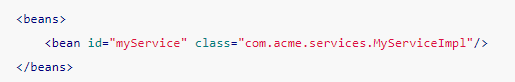 <beans>
<bean id="myService" class="com.acme.services.MyServiceImpl"/>
</beans>